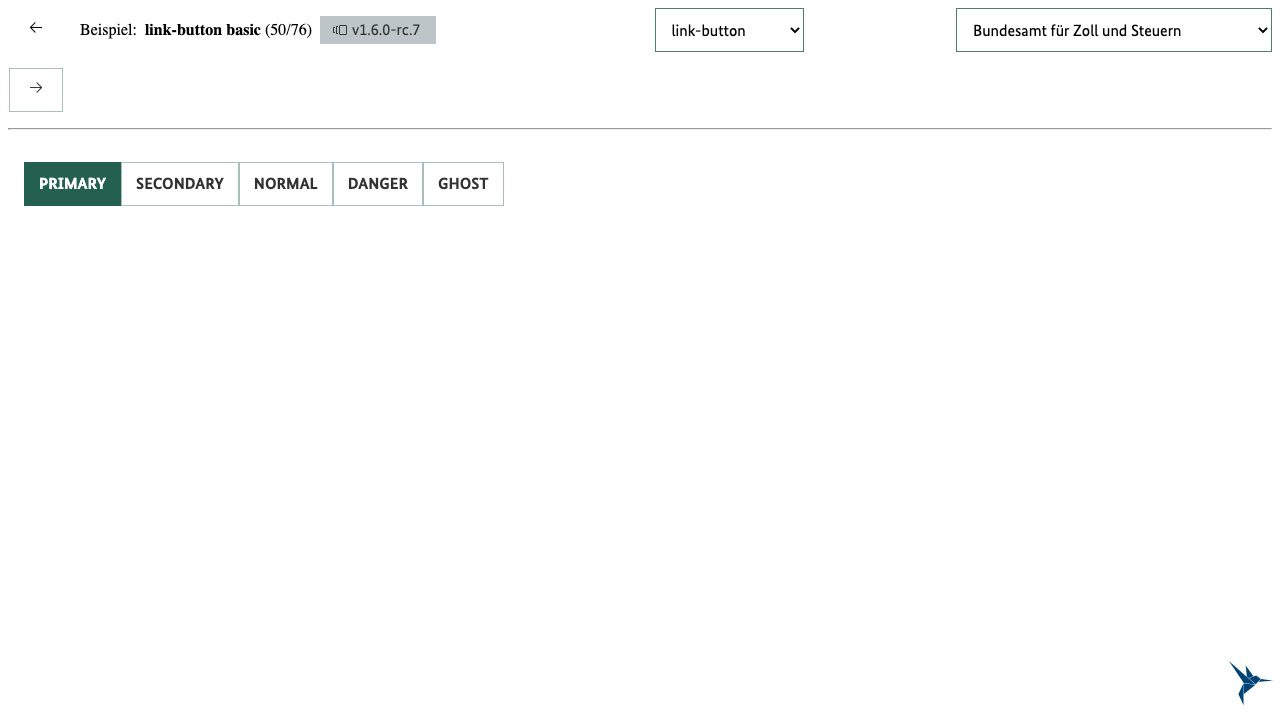 Beispiel: link-button basic (50/76) v1.6.0-rc.7 link-button Bundesamt für Zoll und Steuern
PRIMARY SECONDARY NORMAL DANGER GHOST